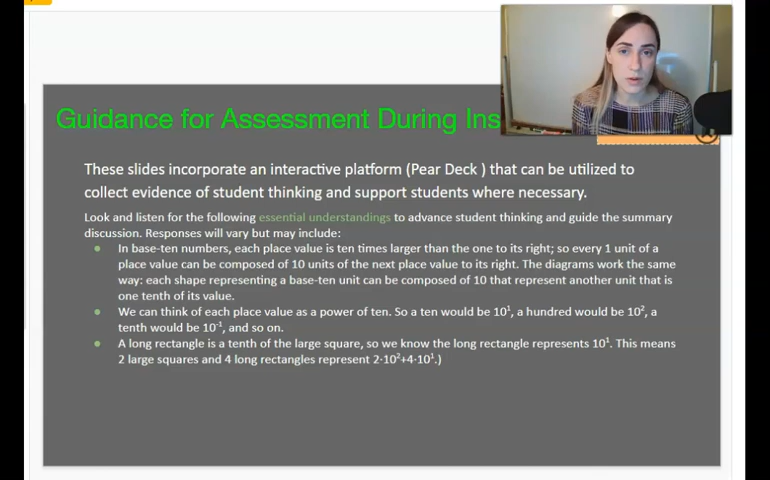 Guidance for Assessment During Ins
These slides incorporate an interactive platform (Pear Deck ) that can be utilized to
collect evidence of student thinking and support students where necessary.
Look and listen for the following essential understandings to advance student thinking and guide the summary
discussion. Responses will vary but may include:
In base-ten numbers, each place value is ten times larger than the one to its right; so every 1 unit of a
place value can be composed of 10 units of the next place value to its right. The diagrams work the same
way: each shape representing a base-ten unit can be composed of 10 that represent another unit that is
one tenth of its value.
We can think of each place value as a power of ten. So a ten would be 10¹, a hundred would be 10², a
tenth would be 10⁻¹, and so on.
A long rectangle is a tenth of the large square, so we know the long rectangle represents 10¹. This means
2 large squares and 4 long rectangles represent 2·10²+4·10¹.)